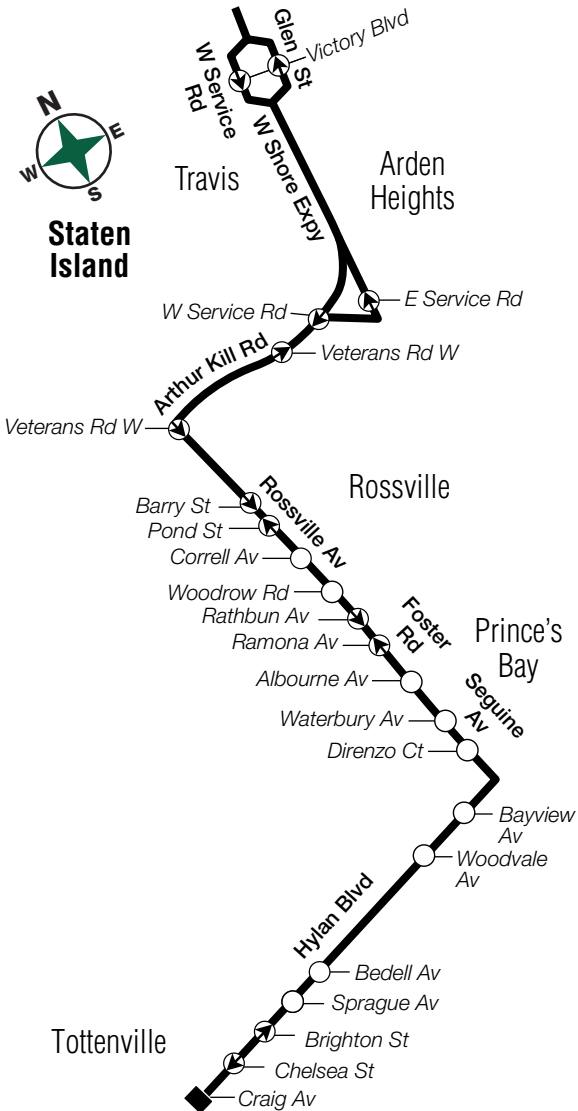 Glen St
Victory Blvd
W Service
Rd
N
E
W
S
Staten
Island
Travis
W Shore Expy
Arden
Heights
W Service Rd
E Service Rd
Arthur Kill Rd
Veterans Rd W
Veterans Rd W
Rossville
Barry St
Rossville Av
Pond St
Correll Av
Woodrow Rd
Rathbun Av
Foster
Rd
Ramona Av
Prince's
Bay
Albourne Av
Seguine
Av
Waterbury Av
Direnzo Ct
Bayview
Av
Woodvale
Av
Hylan Blvd
Bedell Av
Sprague Av
Tottenville
Brighton St
Chelsea St
Craig Av